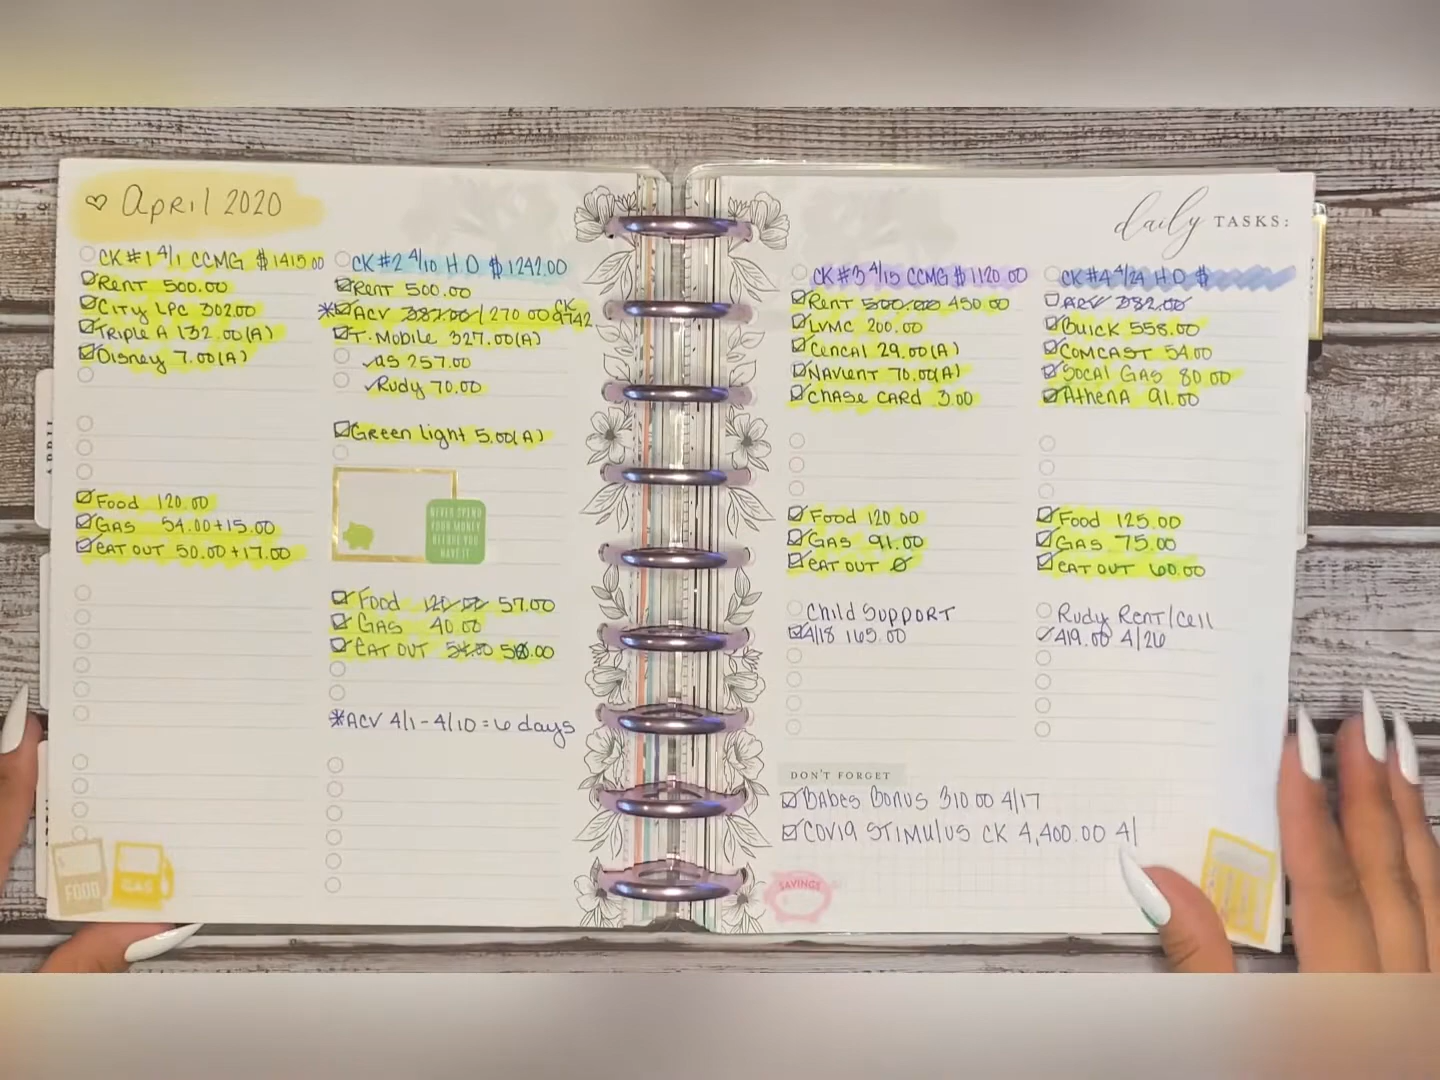 ♡ April 2020
CK #1 4/1 CCMG $1415.00
Rent 500.00
City LPC 302.00
Triple A 132.00(A)
Disney 7.00(A)
Food 120.00
Gas 54.00+15.00
Eat out 50.00+17.00
FOOD
GAS
CK #2 4/10 H D $1242.00
Rent 500.00
*ACV 387.00/270.00 CK
9742
T-Mobile 327.00(A)
✓us 257.00
✓Rudy 70.00
Green light 5.00(A)
NEVER SPEND
YOUR MONEY
BEFORE YOU
HAVE IT
Food 120.00 57.00
Gas 40.00
Eat out 50.00
*ACV 4/1-4/10 = 6 days
daily TASKS:
CK #3 4/15 CCMG $1120.00
Rent 500.00 450.00
LVMC 200.00
Cencal 29.00(A)
Navient 70.00(A)
Chase Card 3.00
Food 120.00
Gas 91.00
Eat out 0
Child Support
4/18 165.00
CK #4 4/24 H D $
ACV 382.00
Buick 558.00
Comcast 54.00
Socal Gas 80.00
Athena 91.00
Food 125.00
Gas 75.00
Eat out 60.00
Rudy Rent/Cell
419.00 4/26
DON'T FORGET
Babes Bonus 310.00 4/17
Covid Stimulus CK 4,400.00 4/
SAVINGS